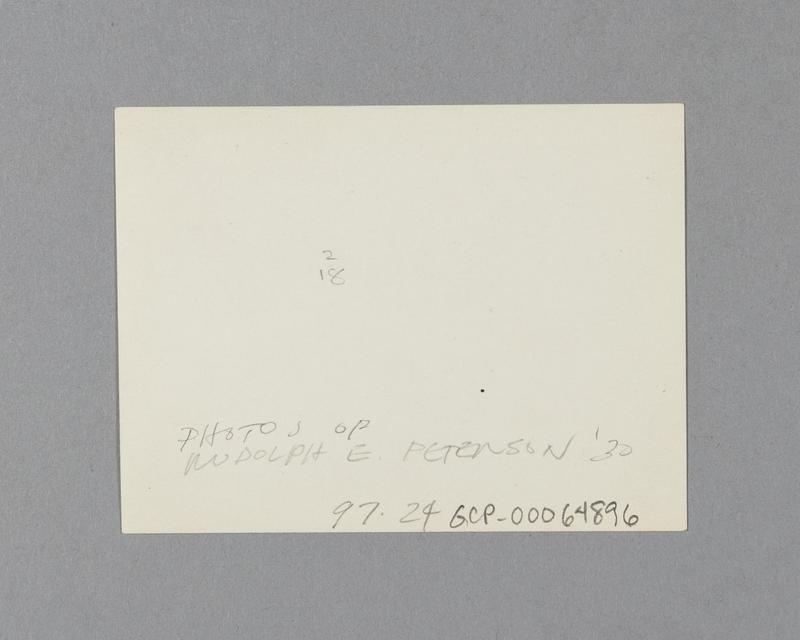 2
18
PHOTOS OF
RUDOLPH E. PETERSON '30
97.24 GCP-00064896